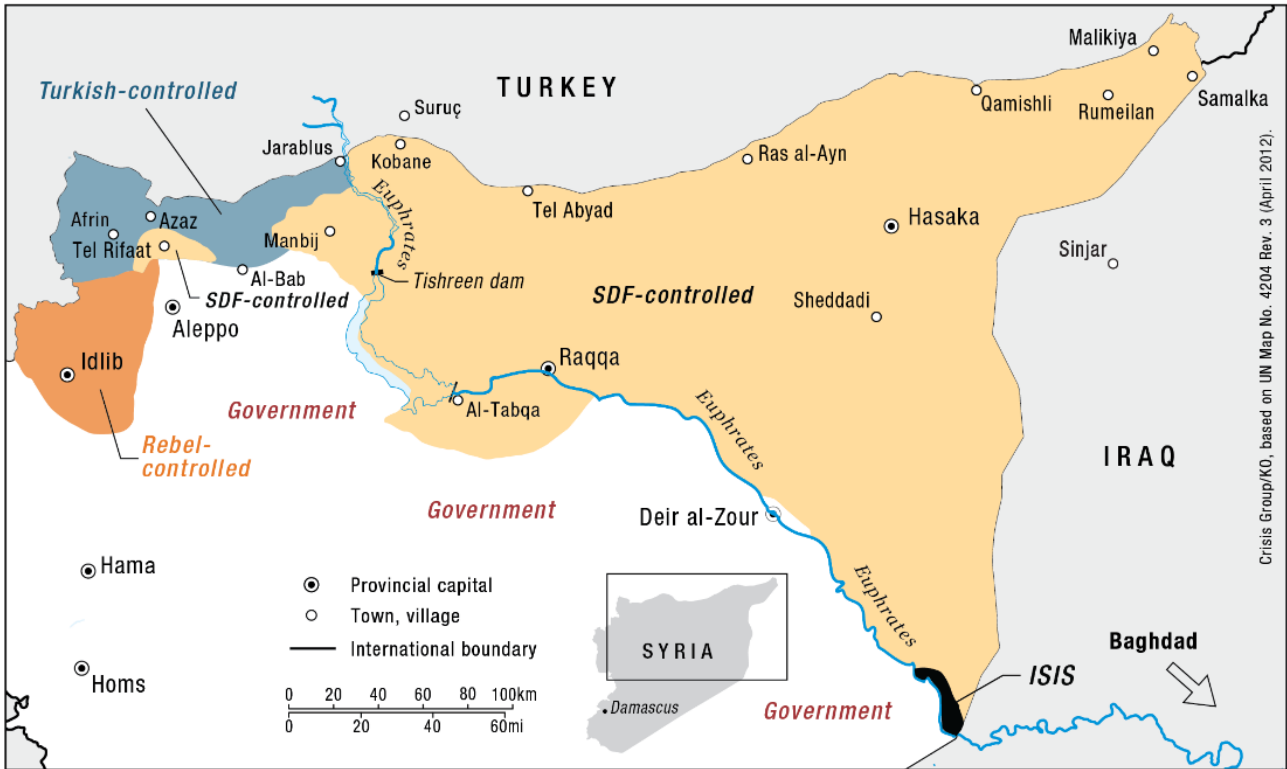 Malikiya
TURKEY
Turkish-controlled
Qamishli
Rumeilan
Samalka
Suruç
Jarablus
Kobane
Ras al-Ayn
Euphrates
Tel Abyad
Azaz
Afrin
Tel Rifaat
Manbij
Hasaka
Sinjar
Al-Bab
Tishreen dam
SDF-controlled
SDF-controlled
Sheddadi
Aleppo
Idlib
Raqqa
Government
Al-Tabqa
Euphrates
Rebel-
controlled
IRAQ
Government
Deir al-Zour
Hama
Provincial capital
Town, village
International boundary
0 20 40 60 80 100km
0 20 40 60mi
SYRIA
Damascus
Euphrates
Baghdad
ISIS
Homs
Government
Crisis Group/KO, based on UN Map No. 4204 Rev. 3 (April 2012).